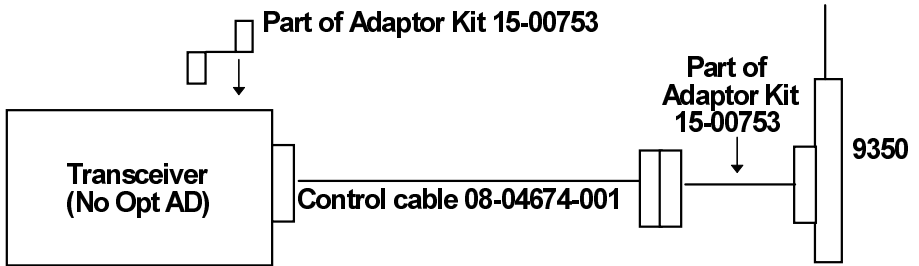 Part of Adaptor Kit 15-00753
Part of
Adaptor Kit
15-00753
9350
Transceiver
(No Opt AD)
Control cable 08-04674-001